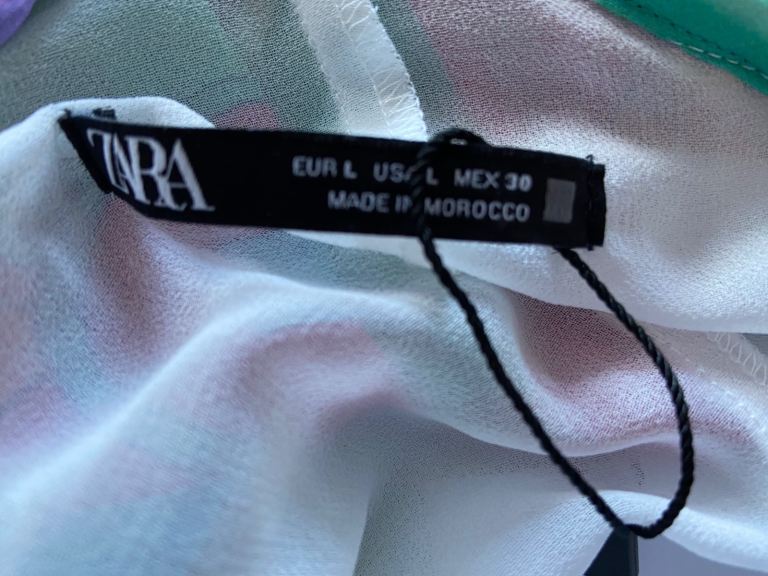 ZARA
EUR L USA L MEX 30
MADE IN MOROCCO